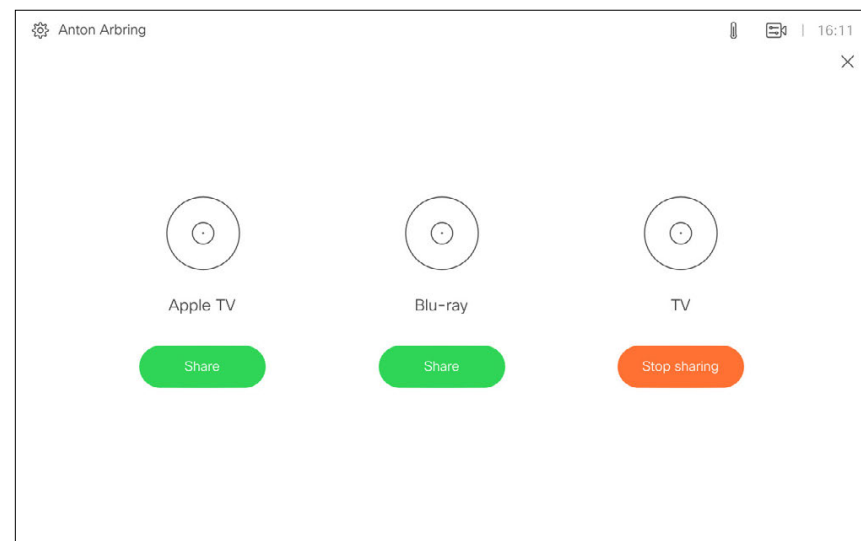 Anton Arbring
16:11
Apple TV
Blu-ray
TV
Share
Share
Stop sharing